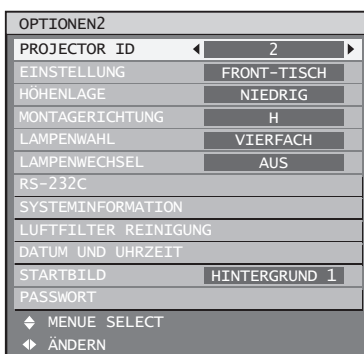 OPTIONEN2
PROJECTOR ID 2
EINSTELLUNG FRONT-TISCH
HÖHENLAGE NIEDRIG
MONTAGERICHTUNG H
LAMPENWAHL VIERFACH
LAMPENWECHSEL AUS
RS-232C
SYSTEMINFORMATION
LUFTFILTER REINIGUNG
DATUM UND UHRZEIT
STARTBILD HINTERGRUND 1
PASSWORT
MENUE SELECT
ÄNDERN